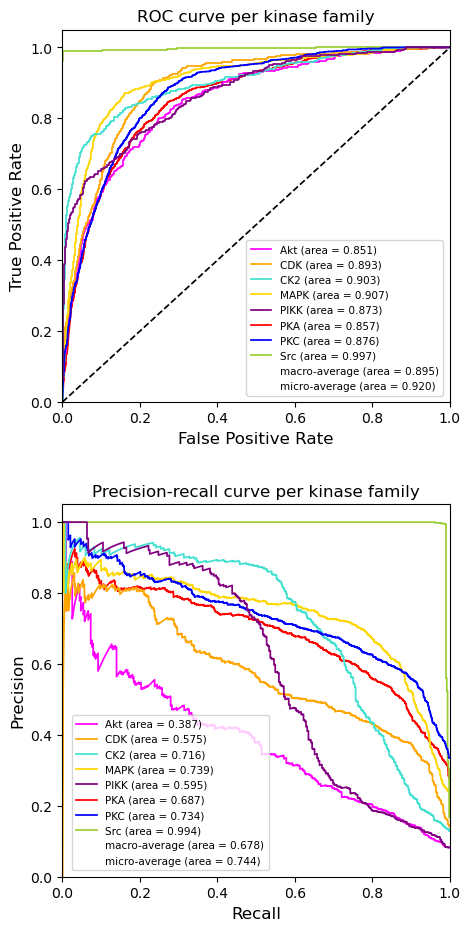 ROC curve per kinase family
True Positive Rate
1.0
0.8
0.6
0.4
0.2
0.0
Akt (area = 0.851)
CDK (area = 0.893)
CK2 (area = 0.903)
MAPK (area = 0.907)
PIKK (area = 0.873)
PKA (area = 0.857)
PKC (area = 0.876)
Src (area = 0.997)
macro-average (area = 0.895)
micro-average (area = 0.920)
0.0 0.2 0.4 0.6 0.8 1.0
False Positive Rate
Precision-recall curve per kinase family
Precision
1.0
0.8
0.6
0.4
0.2
0.0
Akt (area = 0.387)
CDK (area = 0.575)
CK2 (area = 0.716)
MAPK (area = 0.739)
PIKK (area = 0.595)
PKA (area = 0.687)
PKC (area = 0.734)
Src (area = 0.994)
macro-average (area = 0.678)
micro-average (area = 0.744)
0.0 0.2 0.4 0.6 0.8 1.0
Recall